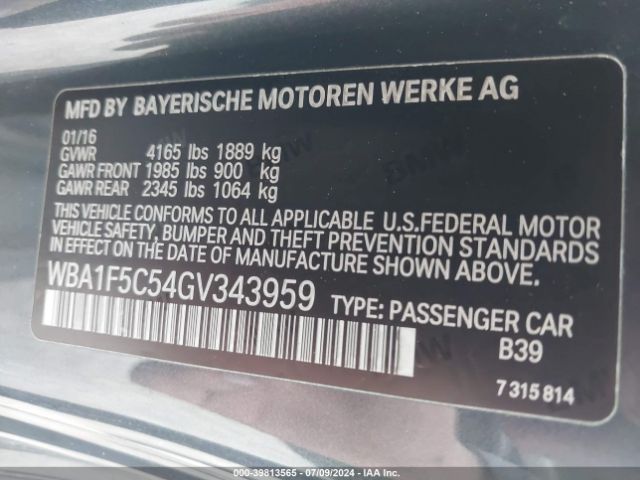 MFD BY BAYERISCHE MOTOREN WERKE AG
01/16
GVWR 4165 lbs 1889 kg
GAWR FRONT 1985 lbs 900 kg
GAWR REAR 2345 lbs 1064 kg
THIS VEHICLE CONFORMS TO ALL APPLICABLE U.S.FEDERAL MOTOR
VEHICLE SAFETY, BUMPER AND THEFT PREVENTION STANDARDS
IN EFFECT ON THE DATE OF MANUFACTURE SHOWN ABOVE.
WBA1F5C54GV343959 TYPE: PASSENGER CAR
B39
7 315 814
000-39813565 - 07/09/2024 - IAA Inc.